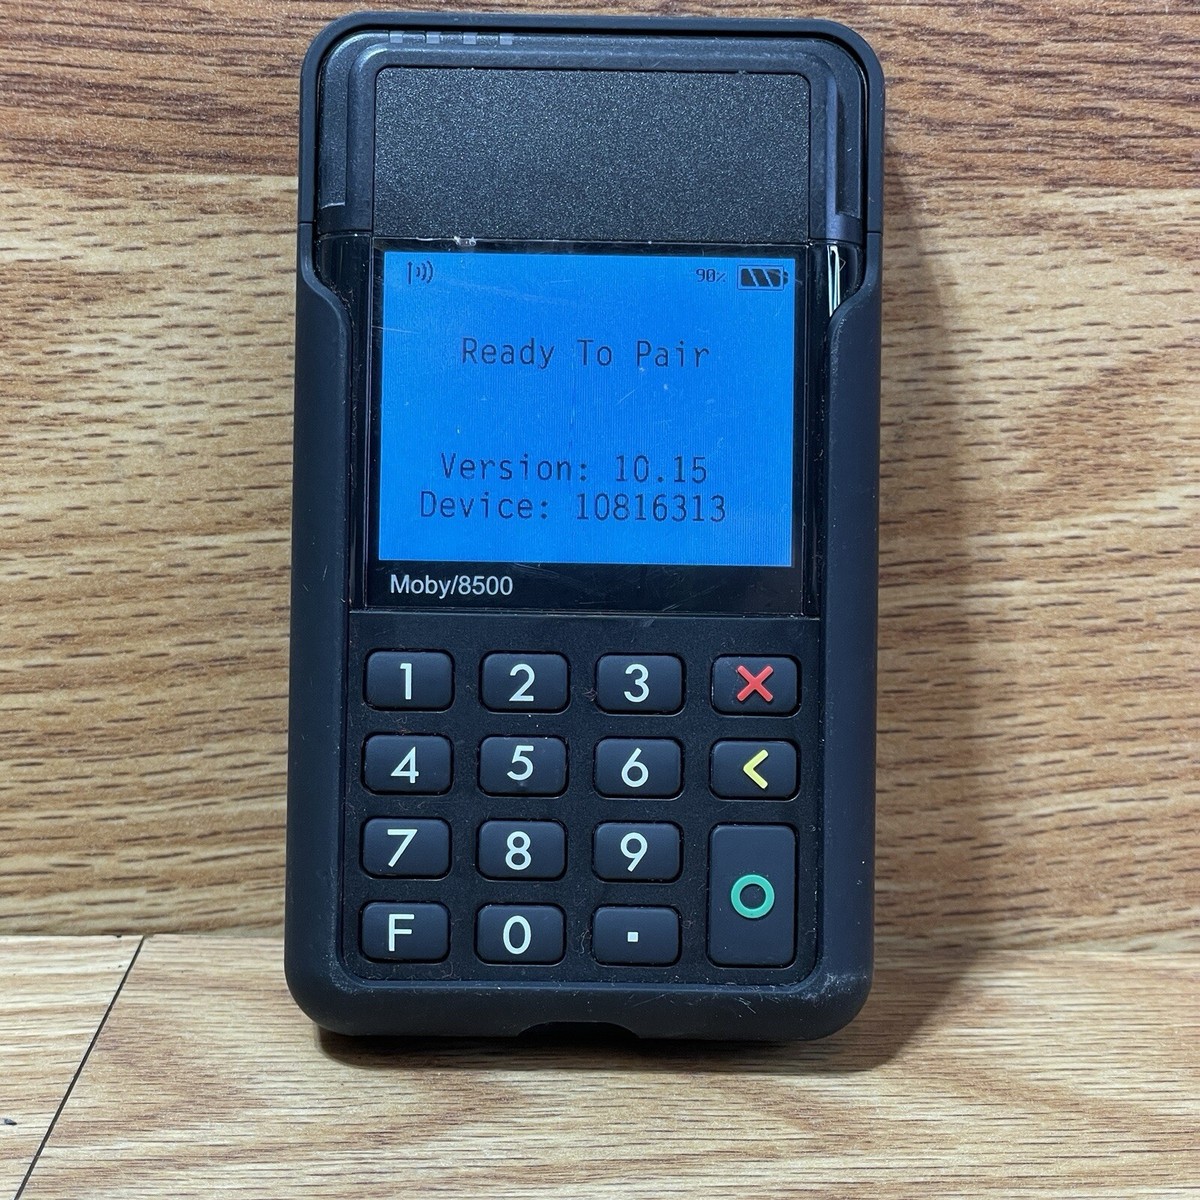 90%
Ready To Pair
Version: 10.15
Device: 10816313
Moby/8500
1 2 3 X
4 5 6 <
7 8 9 O
F 0 .